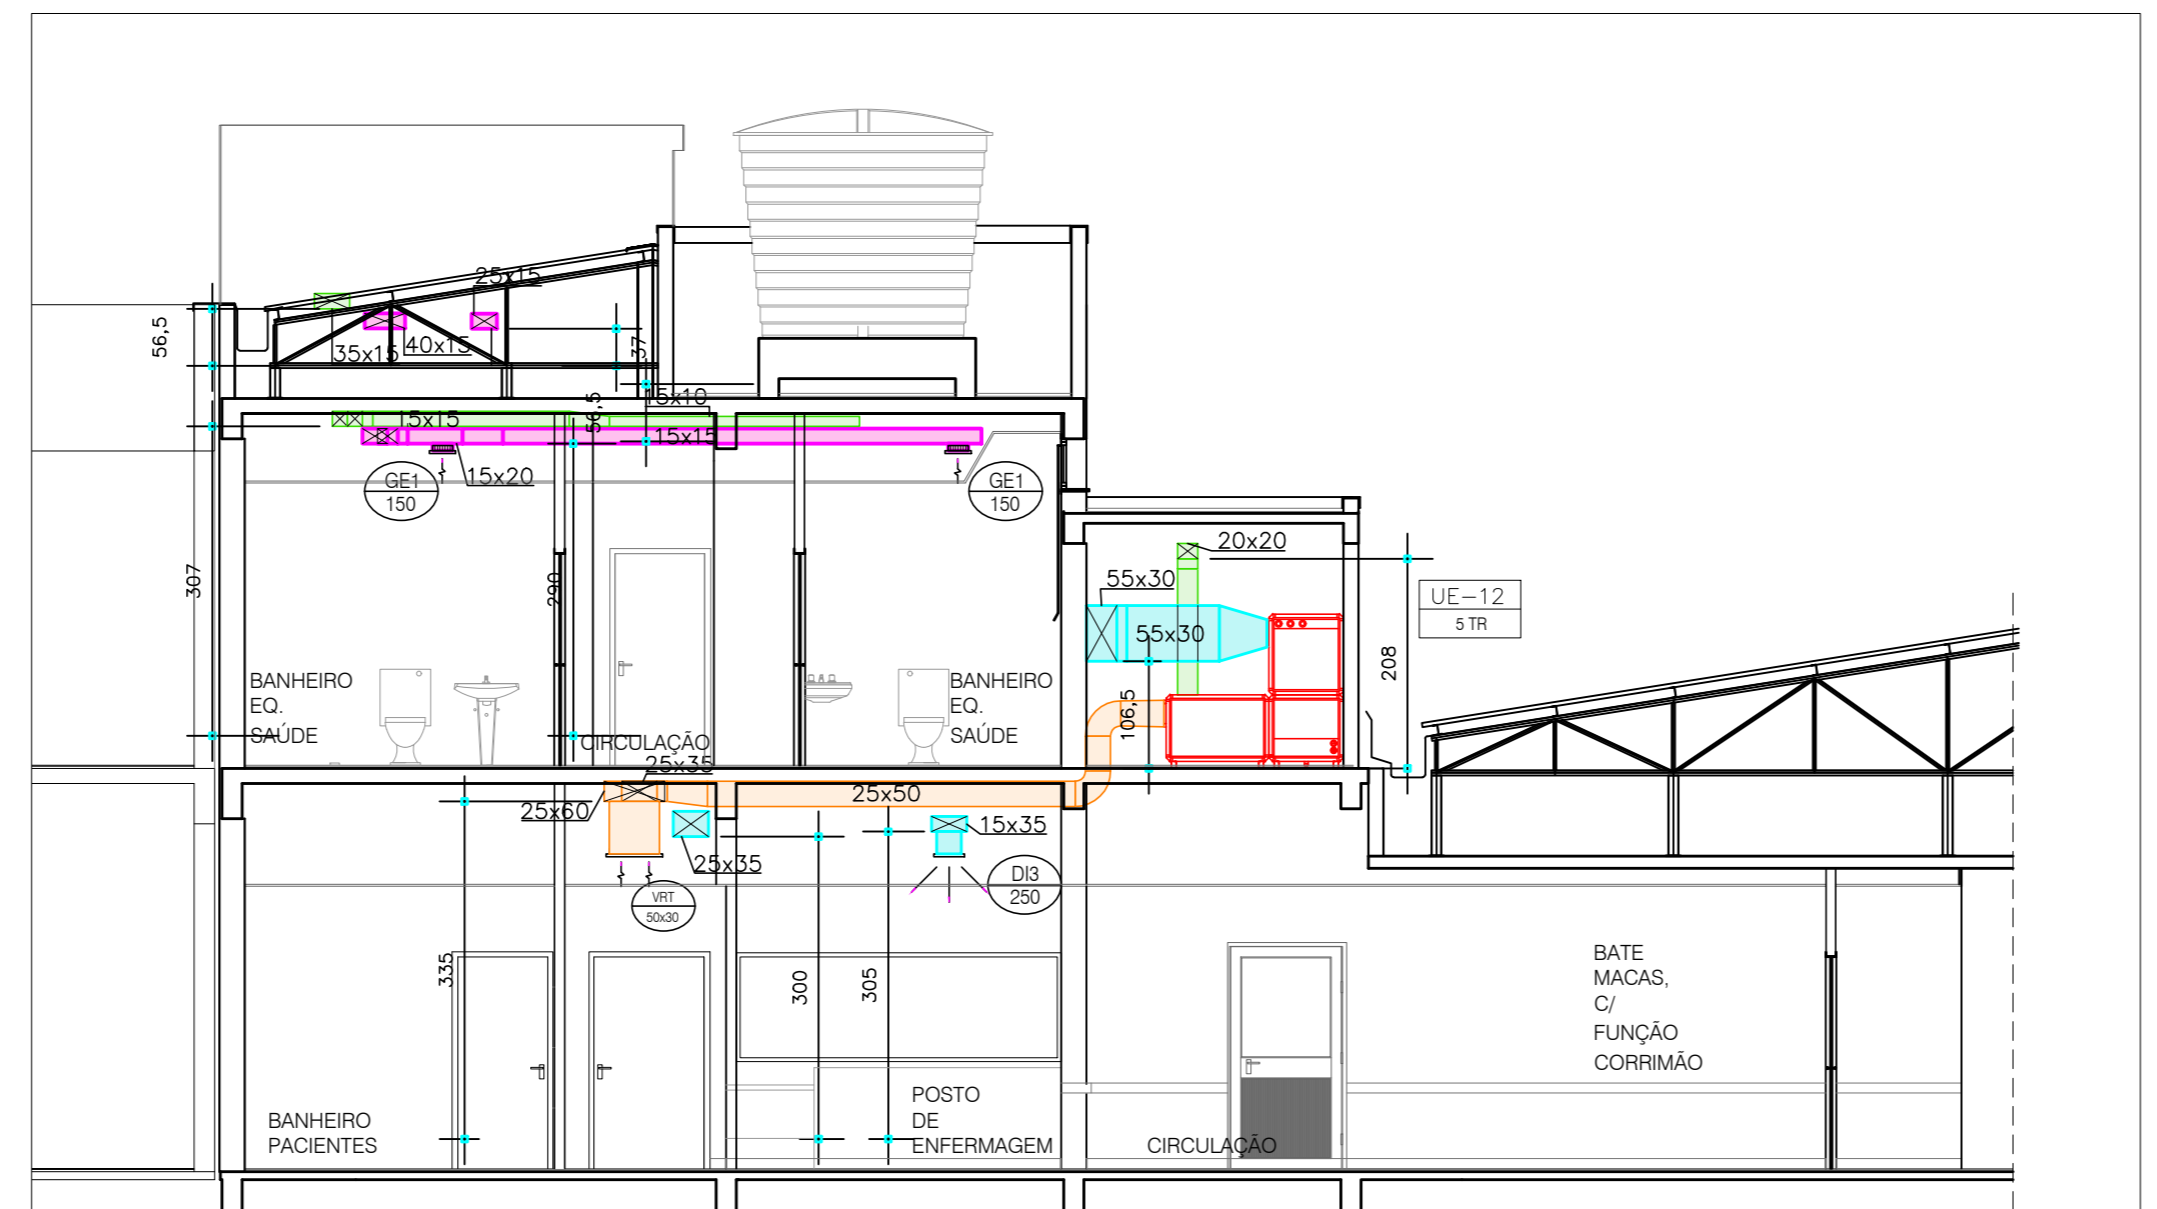 25x15
56,5
35x15
40x15
37
15x10
56,5
15x15
15x15
15x20
GE1
150
GE1
150
20x20
55x30
55x30
UE-12
5 TR
307
290
208
106,5
BANHEIRO
EQ.
SAÚDE
CIRCULAÇÃO
BANHEIRO
EQ.
SAÚDE
25x35
25x60
25x50
15x35
25x35
DI3
250
VRT
50x30
335
300
305
BATE
MACAS,
C/
FUNÇÃO
CORRIMÃO
BANHEIRO
PACIENTES
POSTO
DE
ENFERMAGEM
CIRCULAÇÃO